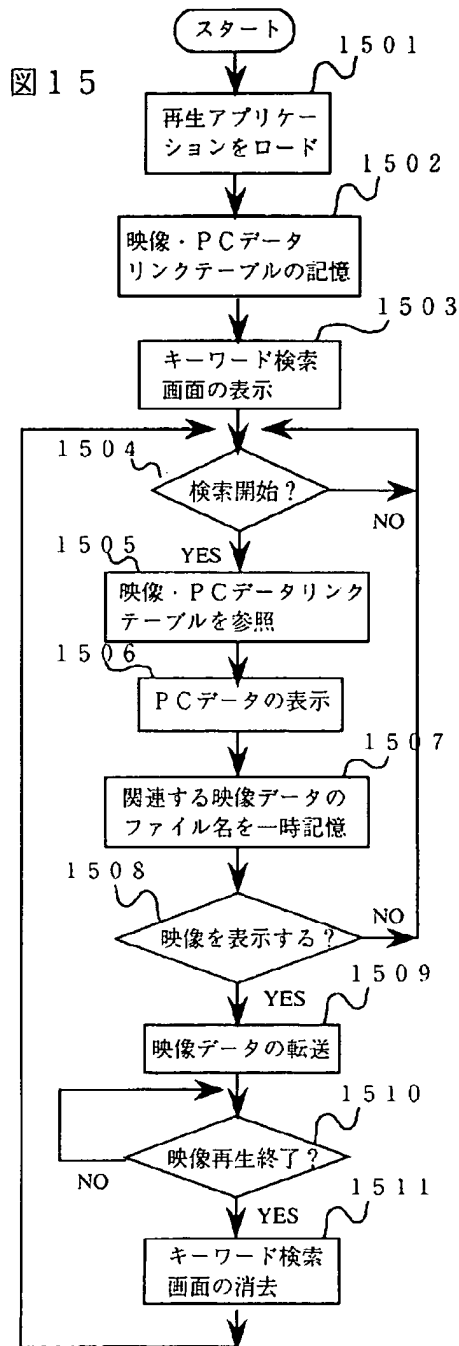 スタート
1501
図15
再生アプリケー
ションをロード
1502
映像・PCデータ
リンクテーブルの記憶
1503
キーワード検索
画面の表示
1504
検索開始?
NO
YES
1505
映像・PCデータリンク
テーブルを参照
1506
PCデータの表示
1507
関連する映像データの
ファイル名を一時記憶
1508
映像を表示する?
NO
YES
1509
映像データの転送
1510
映像再生終了?
NO
YES
1511
キーワード検索
画面の消去